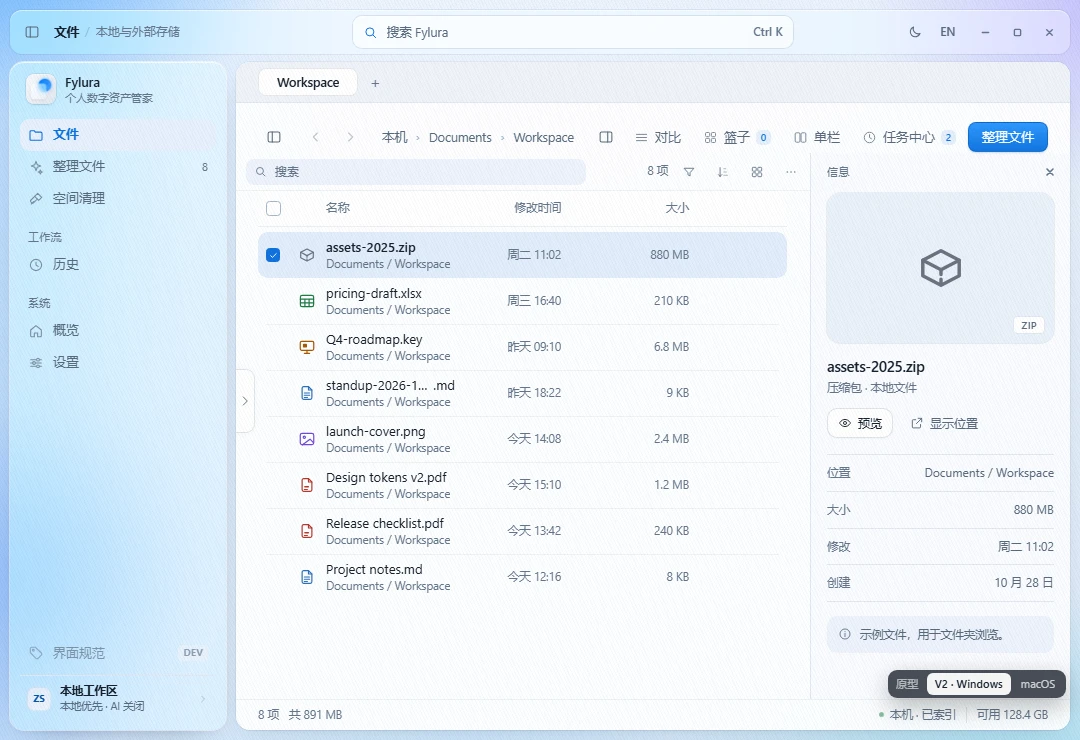 文件 / 本地与外部存储
搜索 Fylura
Ctrl K
EN
Fylura
个人数字资产管家
文件
整理文件
8
空间清理
工作流
历史
系统
概览
设置
界面规范
DEV
ZS
本地工作区
本地优先 · AI 关闭
Workspace
本机 › Documents › Workspace
对比
篮子 0
单栏
任务中心 2
整理文件
搜索
8 项
名称
修改时间
大小
assets-2025.zip
Documents / Workspace
周二 11:02
880 MB
pricing-draft.xlsx
Documents / Workspace
周三 16:40
210 KB
Q4-roadmap.key
Documents / Workspace
昨天 09:10
6.8 MB
standup-2026-1… .md
Documents / Workspace
昨天 18:22
9 KB
launch-cover.png
Documents / Workspace
今天 14:08
2.4 MB
Design tokens v2.pdf
Documents / Workspace
今天 15:10
1.2 MB
Release checklist.pdf
Documents / Workspace
今天 13:42
240 KB
Project notes.md
Documents / Workspace
今天 12:16
8 KB
信息
ZIP
assets-2025.zip
压缩包 · 本地文件
预览
显示位置
位置
Documents / Workspace
大小
880 MB
修改
周二 11:02
创建
10 月 28 日
示例文件，用于文件夹浏览。
原型
V2 · Windows
macOS
8 项 共 891 MB
本机 · 已索引
可用 128.4 GB